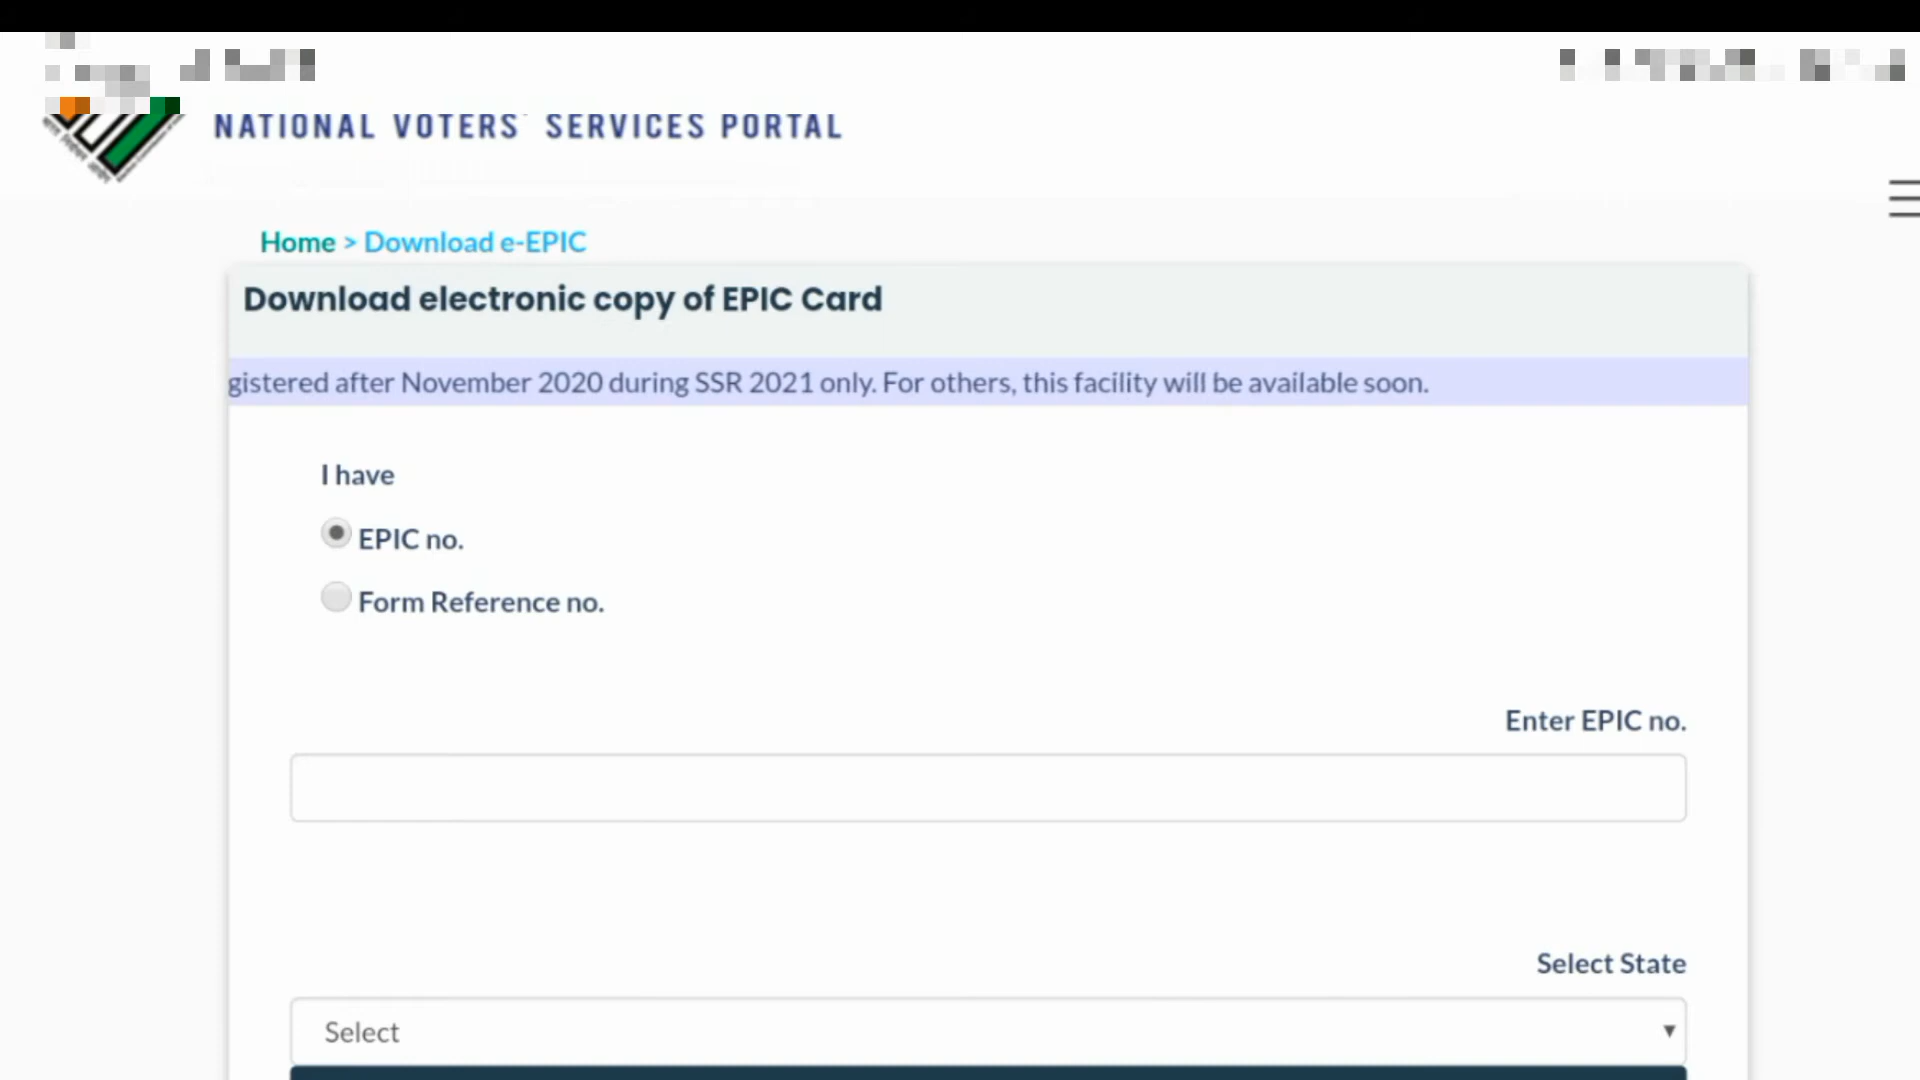 NATIONAL VOTERS' SERVICES PORTAL
Home > Download e-EPIC
Download electronic copy of EPIC Card
gistered after November 2020 during SSR 2021 only. For others, this facility will be available soon.
I have
EPIC no.
Form Reference no.
Enter EPIC no.
Select State
Select